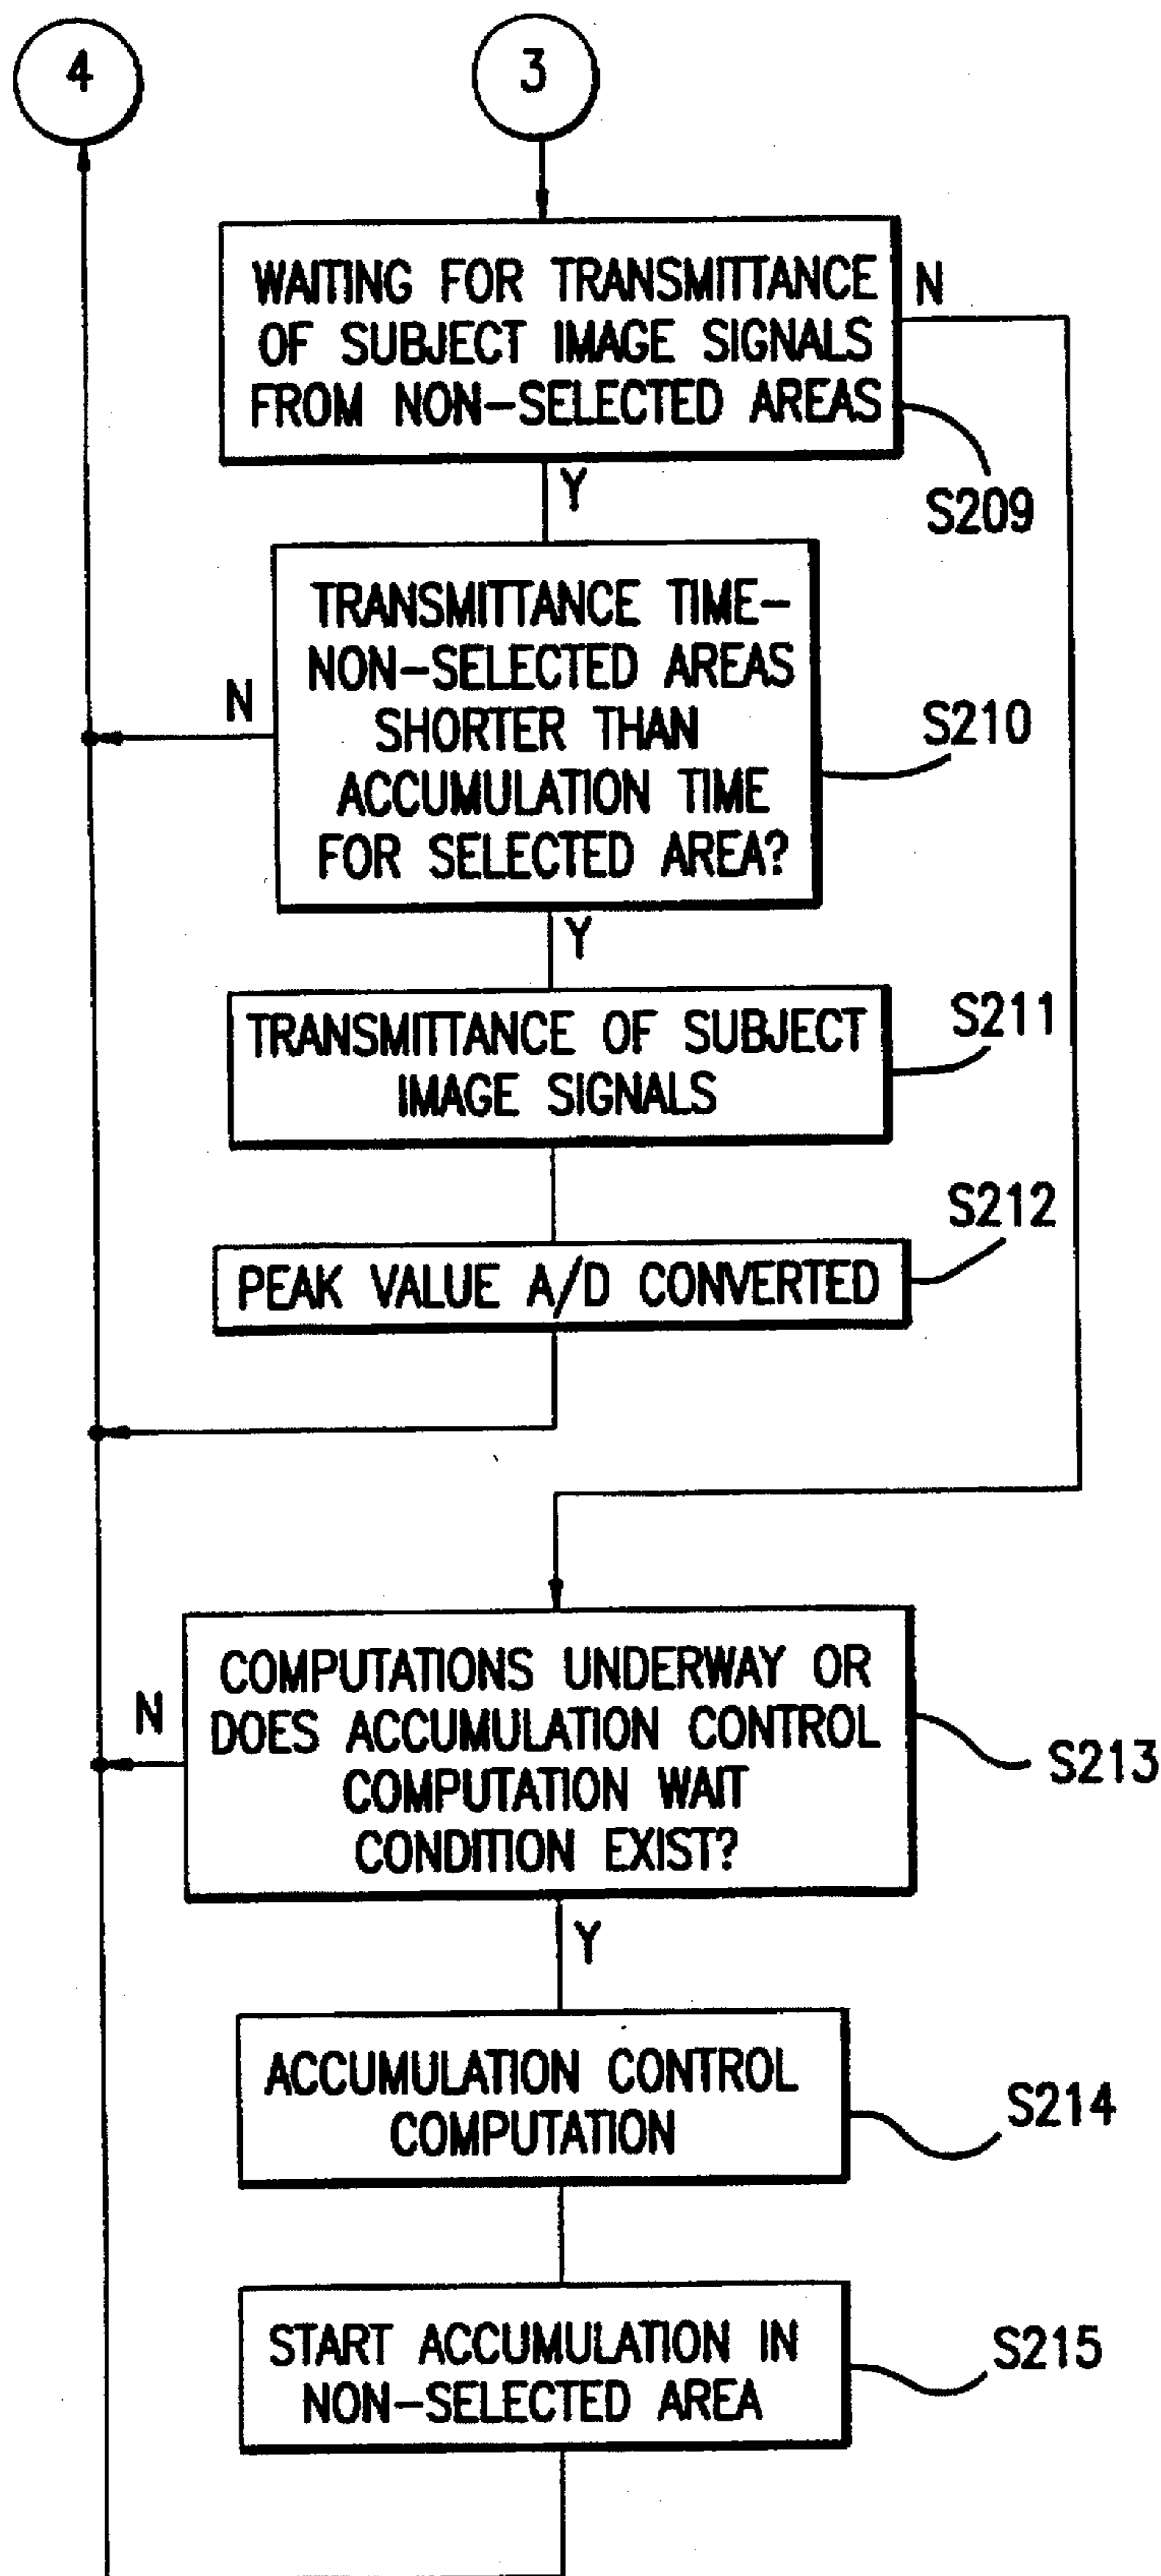 4
3
WAITING FOR TRANSMITTANCE
OF SUBJECT IMAGE SIGNALS
FROM NON-SELECTED AREAS
N
S209
Y
TRANSMITTANCE TIME-
NON-SELECTED AREAS
SHORTER THAN
ACCUMULATION TIME
FOR SELECTED AREA?
N
S210
Y
TRANSMITTANCE OF SUBJECT
IMAGE SIGNALS
S211
PEAK VALUE A/D CONVERTED
S212
COMPUTATIONS UNDERWAY OR
DOES ACCUMULATION CONTROL
COMPUTATION WAIT
CONDITION EXIST?
N
S213
Y
ACCUMULATION CONTROL
COMPUTATION
S214
START ACCUMULATION IN
NON-SELECTED AREA
S215